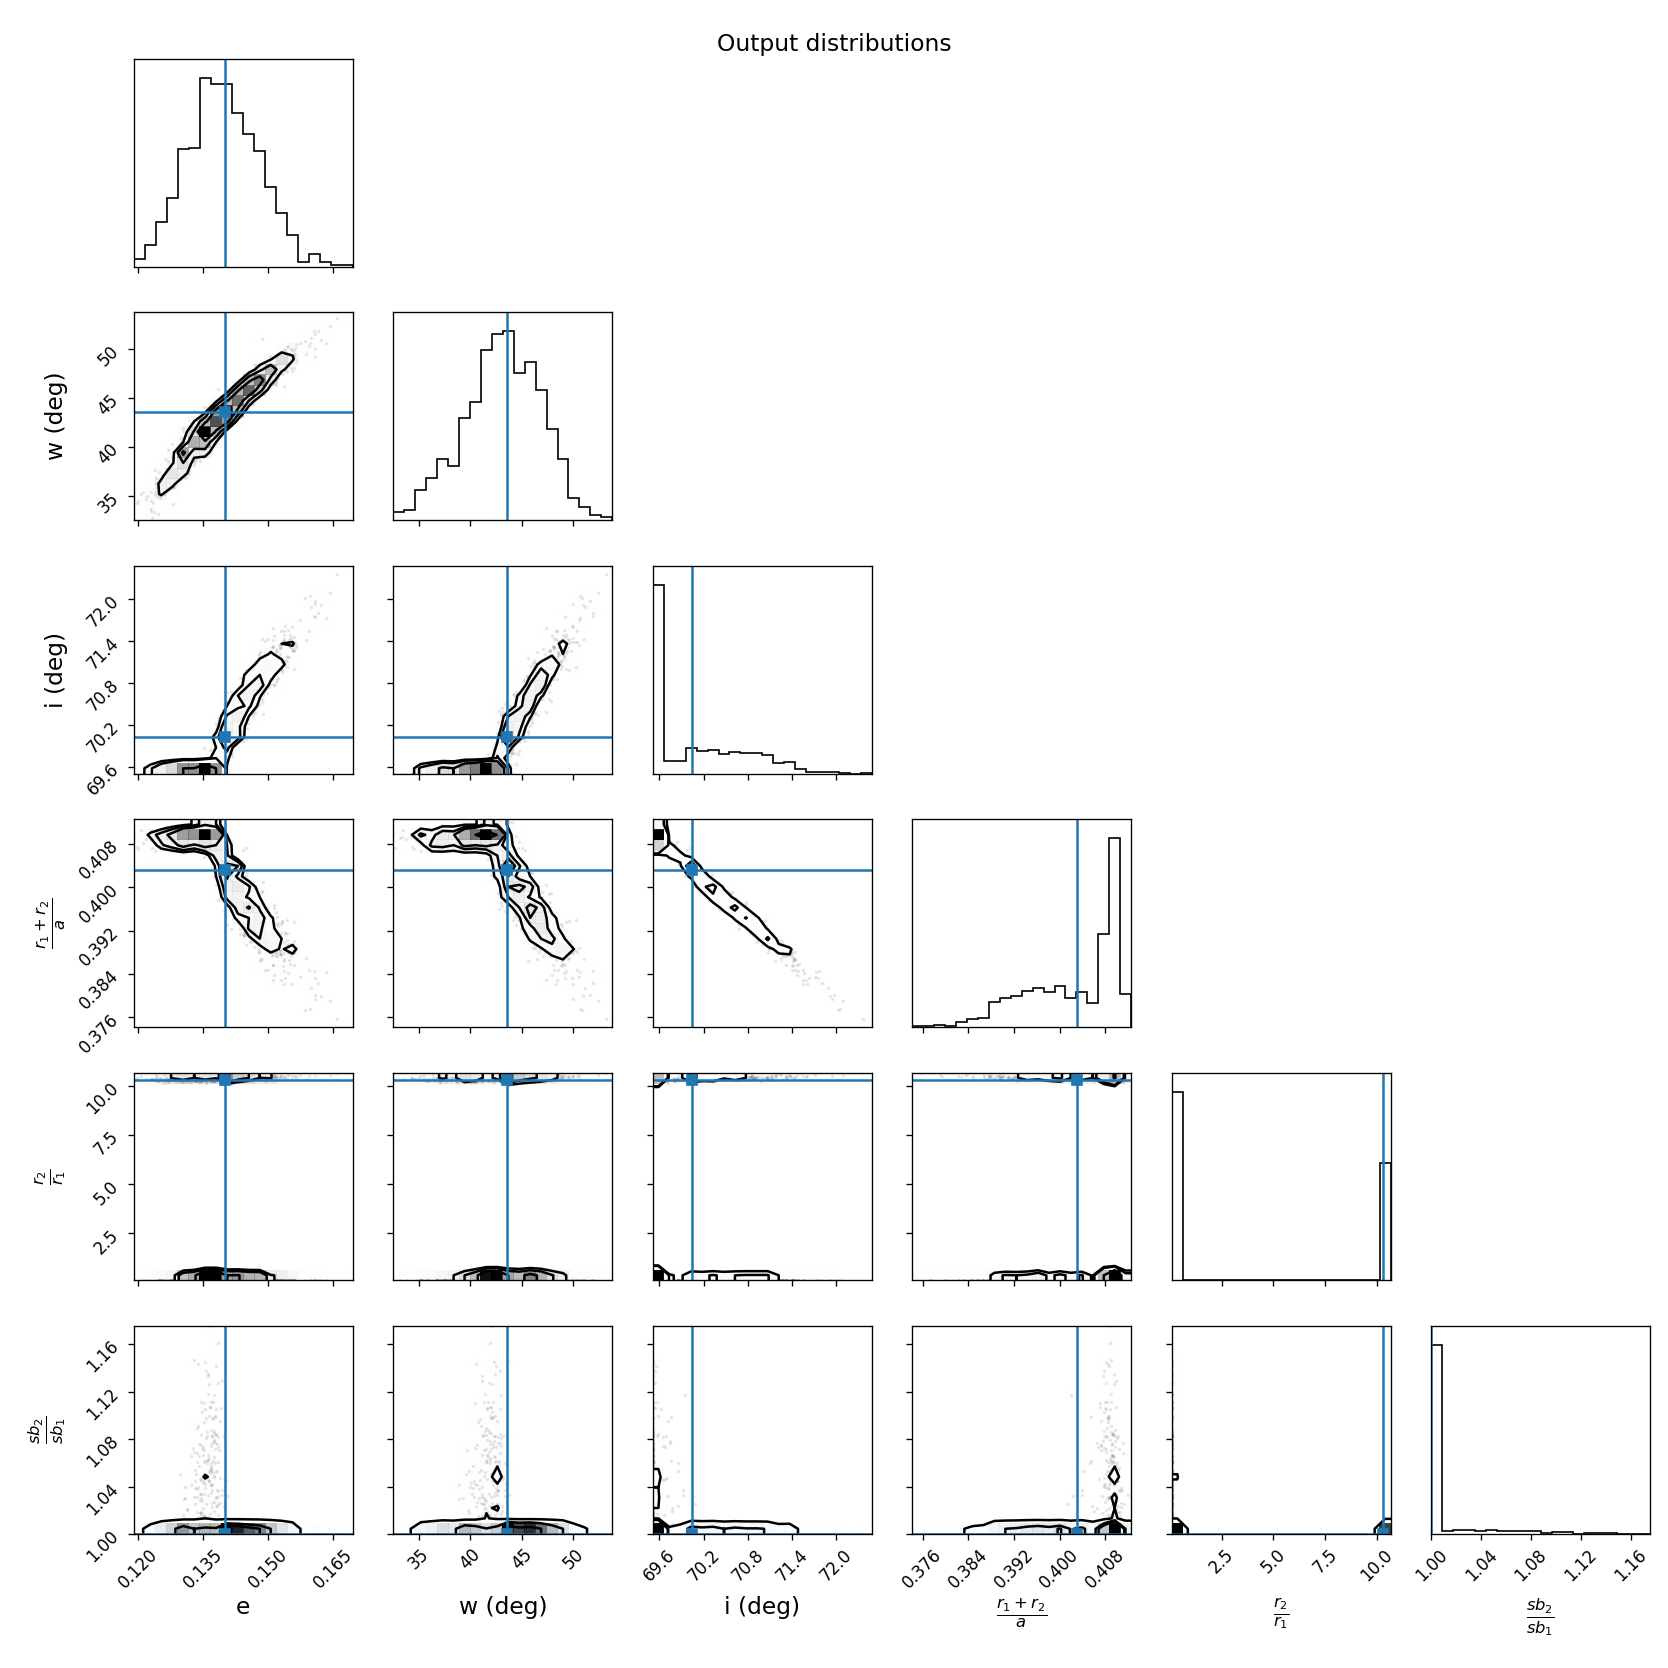 Output distributions
w (deg)
50
45
40
35
i (deg)
72.0
71.4
70.8
70.2
69.6
r₁ + r₂
a
0.408
0.400
0.392
0.384
0.376
r₂
r₁
10.0
7.5
5.0
2.5
sb₂
sb₁
1.16
1.12
1.08
1.04
1.00
0.120 0.135 0.150 0.165 35 40 45 50 69.6 70.2 70.8 71.4 72.0 0.376 0.384 0.392 0.400 0.408 2.5 5.0 7.5 10.0 1.00 1.04 1.08 1.12 1.16
e w (deg) i (deg) r₁ + r₂ r₂ sb₂
a r₁ sb₁